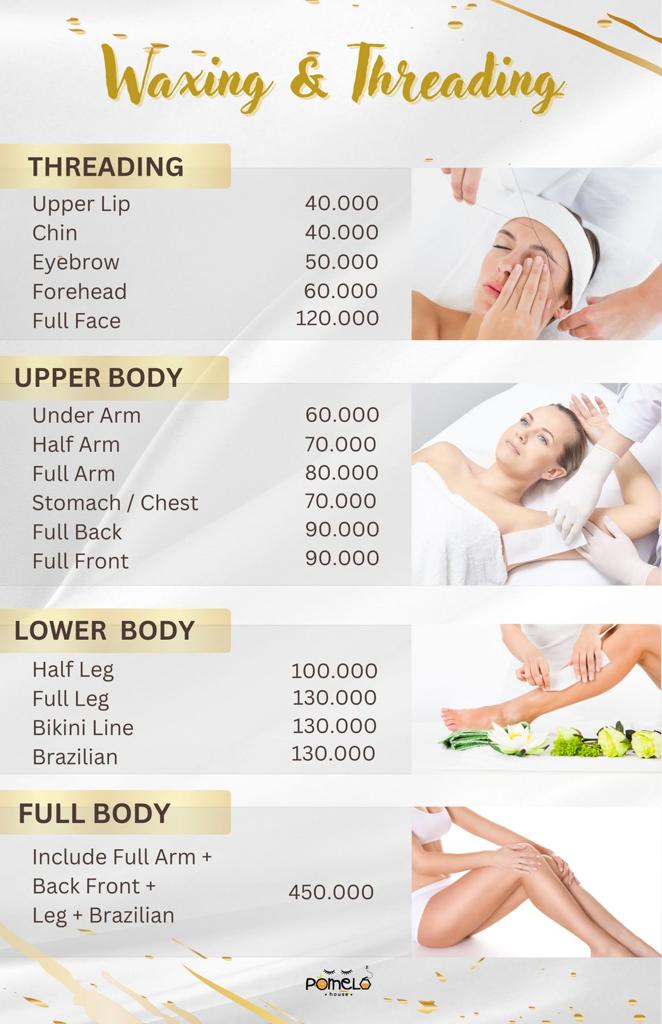 Waxing & Threading
THREADING
Upper Lip 40.000
Chin 40.000
Eyebrow 50.000
Forehead 60.000
Full Face 120.000
UPPER BODY
Under Arm 60.000
Half Arm 70.000
Full Arm 80.000
Stomach / Chest 70.000
Full Back 90.000
Full Front 90.000
LOWER BODY
Half Leg 100.000
Full Leg 130.000
Bikini Line 130.000
Brazilian 130.000
FULL BODY
Include Full Arm +
Back Front + 450.000
Leg + Brazilian
POMELO
• house •